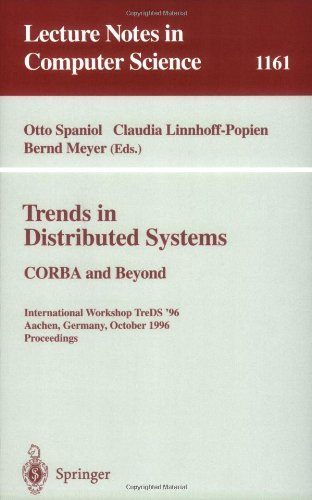 Lecture Notes in
Computer Science 1161
Otto Spaniol Claudia Linnhoff-Popien
Bernd Meyer (Eds.)
Trends in
Distributed Systems
CORBA and Beyond
International Workshop TreDS '96
Aachen, Germany, October 1996
Proceedings
Springer